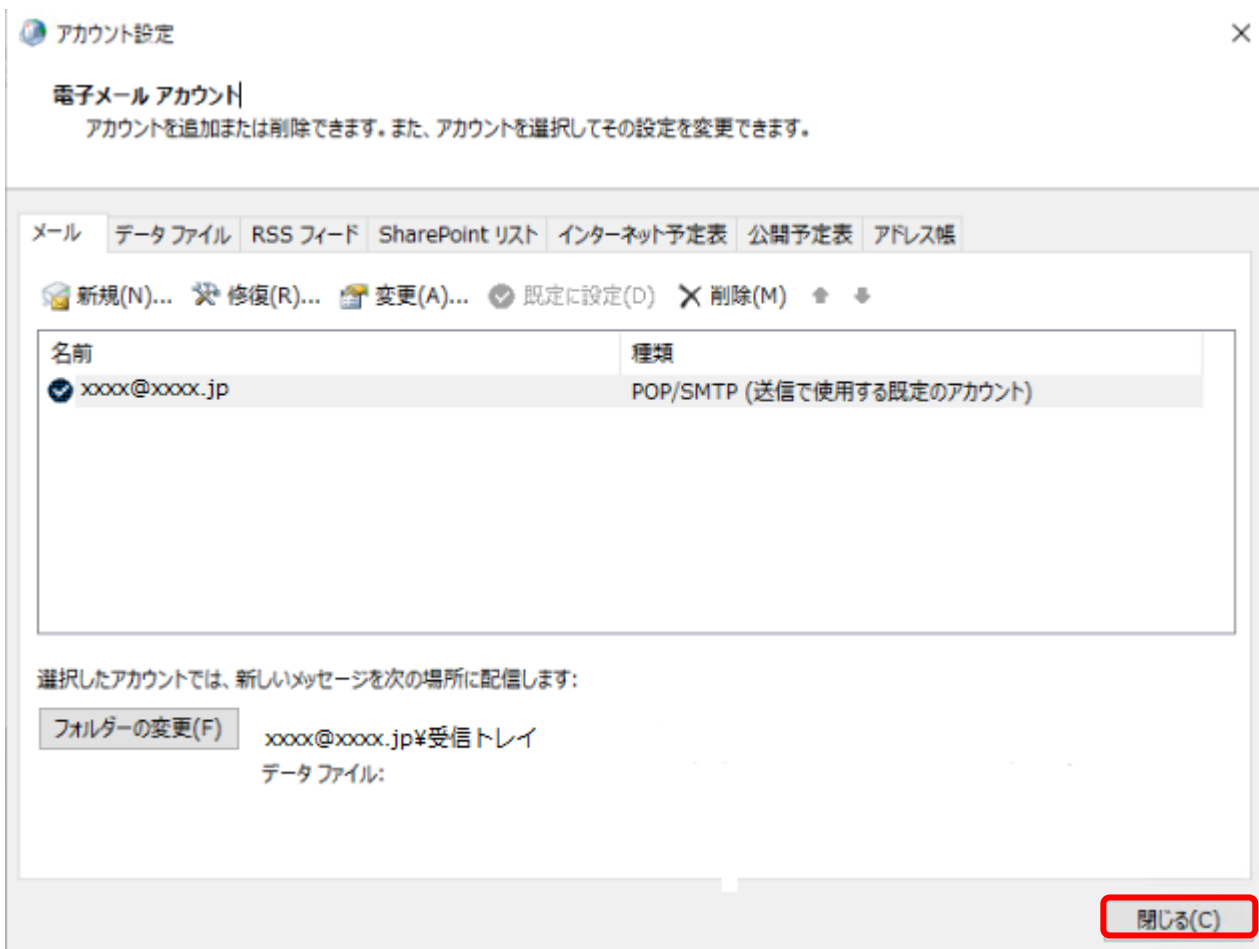 アカウント設定
電子メール アカウント
アカウントを追加または削除できます。また、アカウントを選択してその設定を変更できます。
メール データ ファイル RSS フィード SharePoint リスト インターネット予定表 公開予定表 アドレス帳
新規(N)... 修復(R)... 変更(A)... 既定に設定(D) 削除(M)
名前 種類
xxxx@xxxx.jp POP/SMTP (送信で使用する既定のアカウント)
選択したアカウントでは、新しいメッセージを次の場所に配信します:
フォルダーの変更(F) xxxx@xxxx.jp¥受信トレイ
データ ファイル:
閉じる(C)